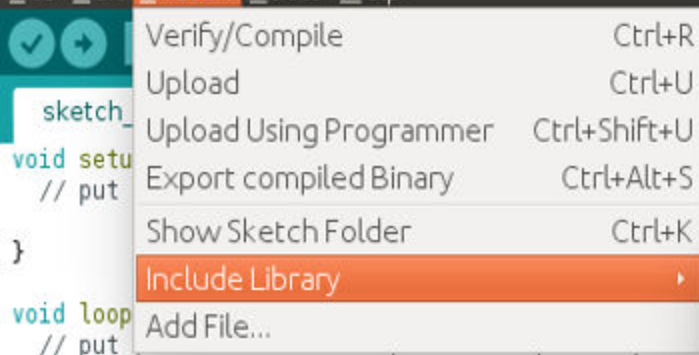 Verify/Compile Ctrl+R
Upload Ctrl+U
sketch_
Upload Using Programmer Ctrl+Shift+U
void setu
// put
Export compiled Binary Ctrl+Alt+S
Show Sketch Folder Ctrl+K
}
Include Library
void loop
Add File...
// put